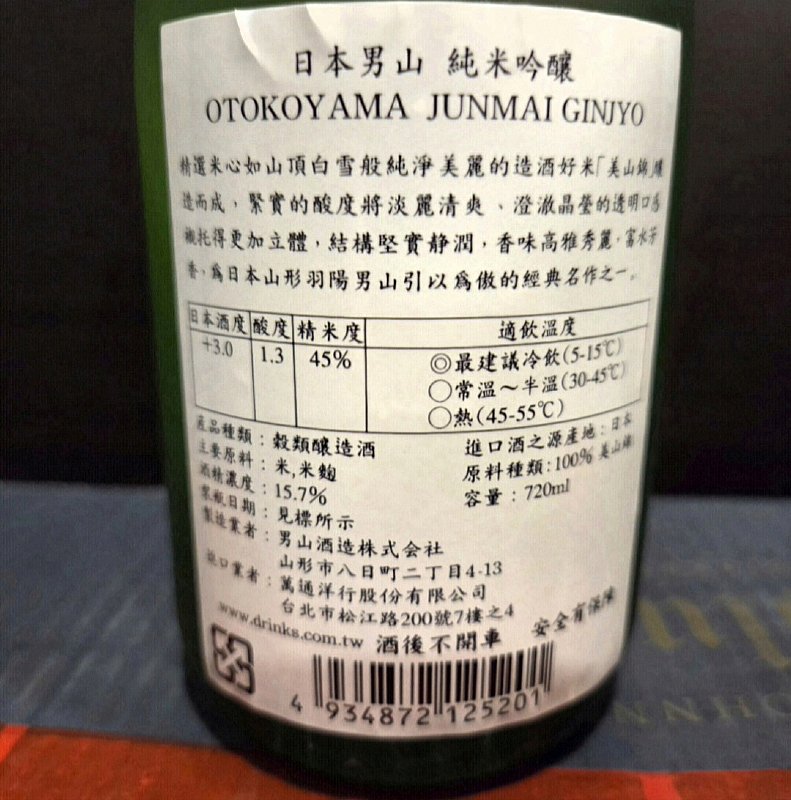 日本男山 純米吟釀
OTOKOYAMA JUNMAI GINJYO
精選米心如山頂白雪般純淨美麗的造酒好米「美山錦」釀
造而成，緊實的酸度將淡麗清爽、澄澈晶瑩的透明口感
襯托得更加立體，結構堅實靜潤，香味高雅秀麗，富水芳
香，為日本山形羽陽男山引以為傲的經典名作之一。
日本酒度 酸度 精米度 適飲溫度
+3.0 1.3 45% ◎最建議冷飲(5-15℃)
○常溫～半溫(30-45℃)
○熱(45-55℃)
產品種類：穀類釀造酒
主要原料：米,米麴
酒精濃度：15.7%
裝瓶日期：見標所示
製造業者：男山酒造株式会社
山形市八日町二丁目4-13
進口業者：萬通洋行股份有限公司
台北市松江路200號7樓之4
進口酒之源產地：日本
原料種類:100% 美山錦
容量：720ml
www.drinks.com.tw 酒後不開車 安全有保障
4 934872 125201